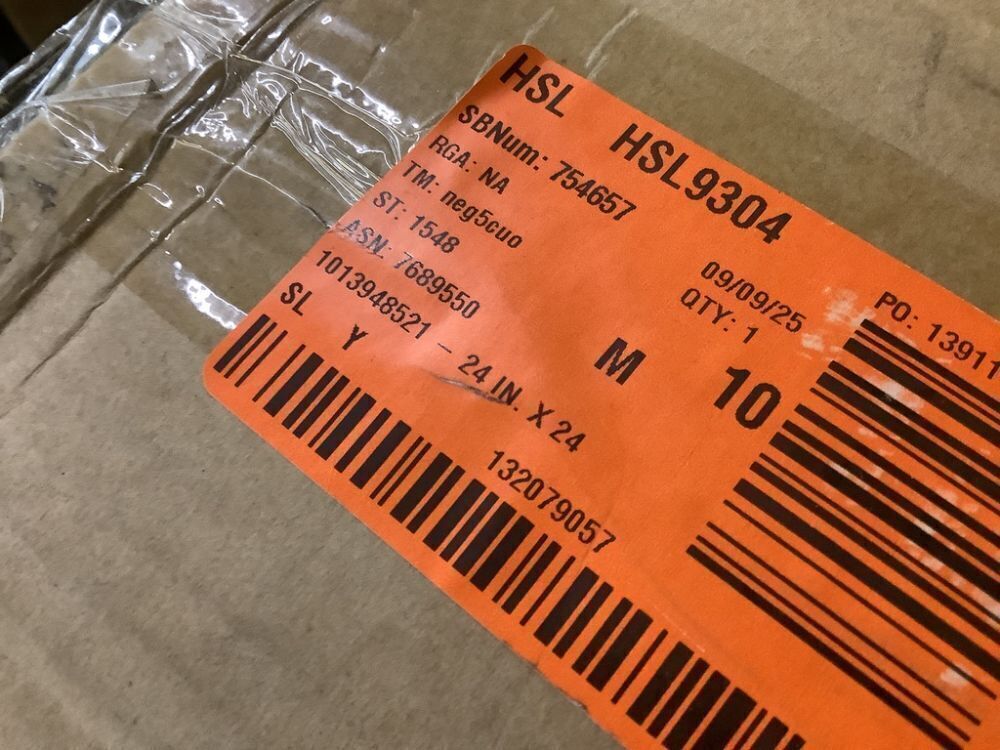 HSL HSL9304
SBNum: 754657
RGA: NA
TM: neg5cuo
ST: 1548
ASN: 7689550
1013948521 – 24 IN. X 24
SL Y M 10
09/09/25
QTY: 1
PO: 13911
132079057